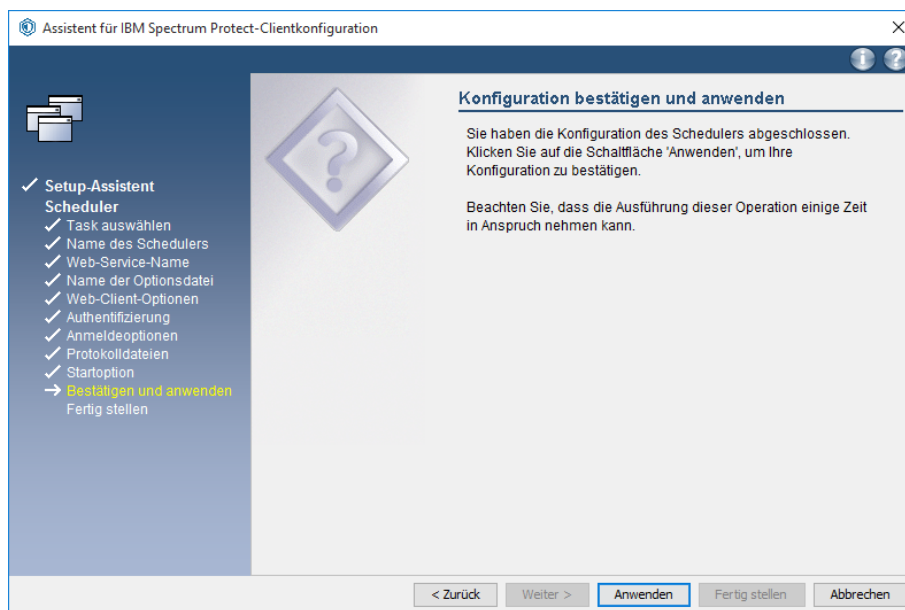 Assistent für IBM Spectrum Protect-Clientkonfiguration
Setup-Assistent
Scheduler
Task auswählen
Name des Schedulers
Web-Service-Name
Name der Optionsdatei
Web-Client-Optionen
Authentifizierung
Anmeldeoptionen
Protokolldateien
Startoption
Bestätigen und anwenden
Fertig stellen
Konfiguration bestätigen und anwenden
Sie haben die Konfiguration des Schedulers abgeschlossen.
Klicken Sie auf die Schaltfläche 'Anwenden', um Ihre
Konfiguration zu bestätigen.
Beachten Sie, dass die Ausführung dieser Operation einige Zeit
in Anspruch nehmen kann.
< Zurück
Weiter >
Anwenden
Fertig stellen
Abbrechen